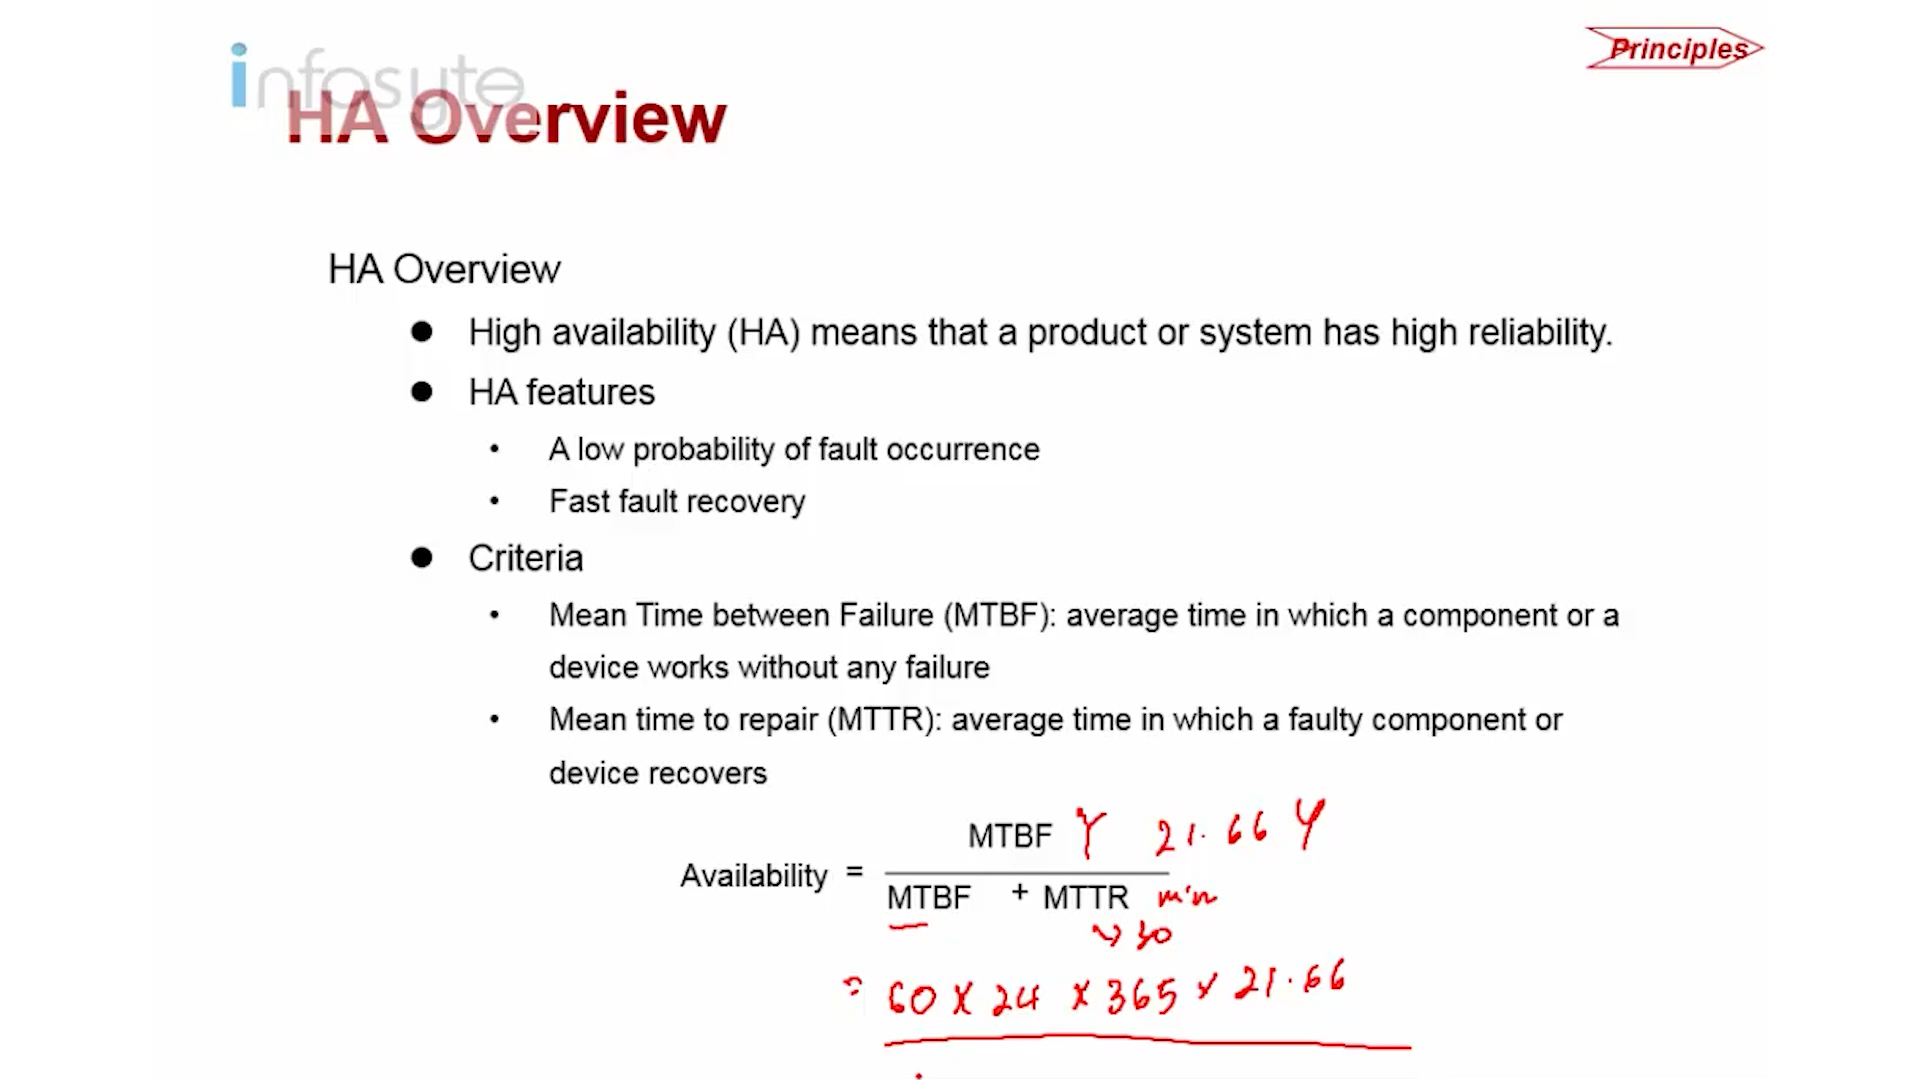 Principles
infosyte
HA Overview
HA Overview
● High availability (HA) means that a product or system has high reliability.
● HA features
• A low probability of fault occurrence
• Fast fault recovery
● Criteria
• Mean Time between Failure (MTBF): average time in which a component or a
device works without any failure
• Mean time to repair (MTTR): average time in which a faulty component or
device recovers
MTBF Y 21.66 Y
Availability =
MTBF + MTTR min
→ 30
= 60 x 24 x 365 x 21.66